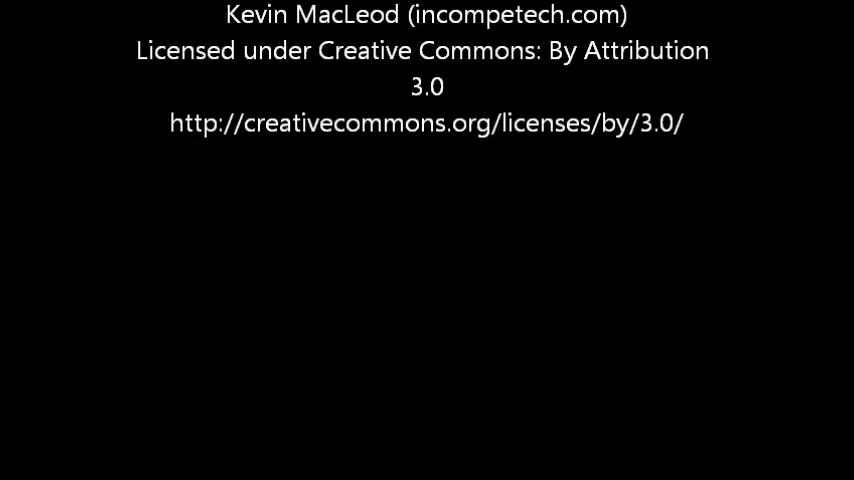 Kevin MacLeod (incompetech.com)
Licensed under Creative Commons: By Attribution
3.0
http://creativecommons.org/licenses/by/3.0/